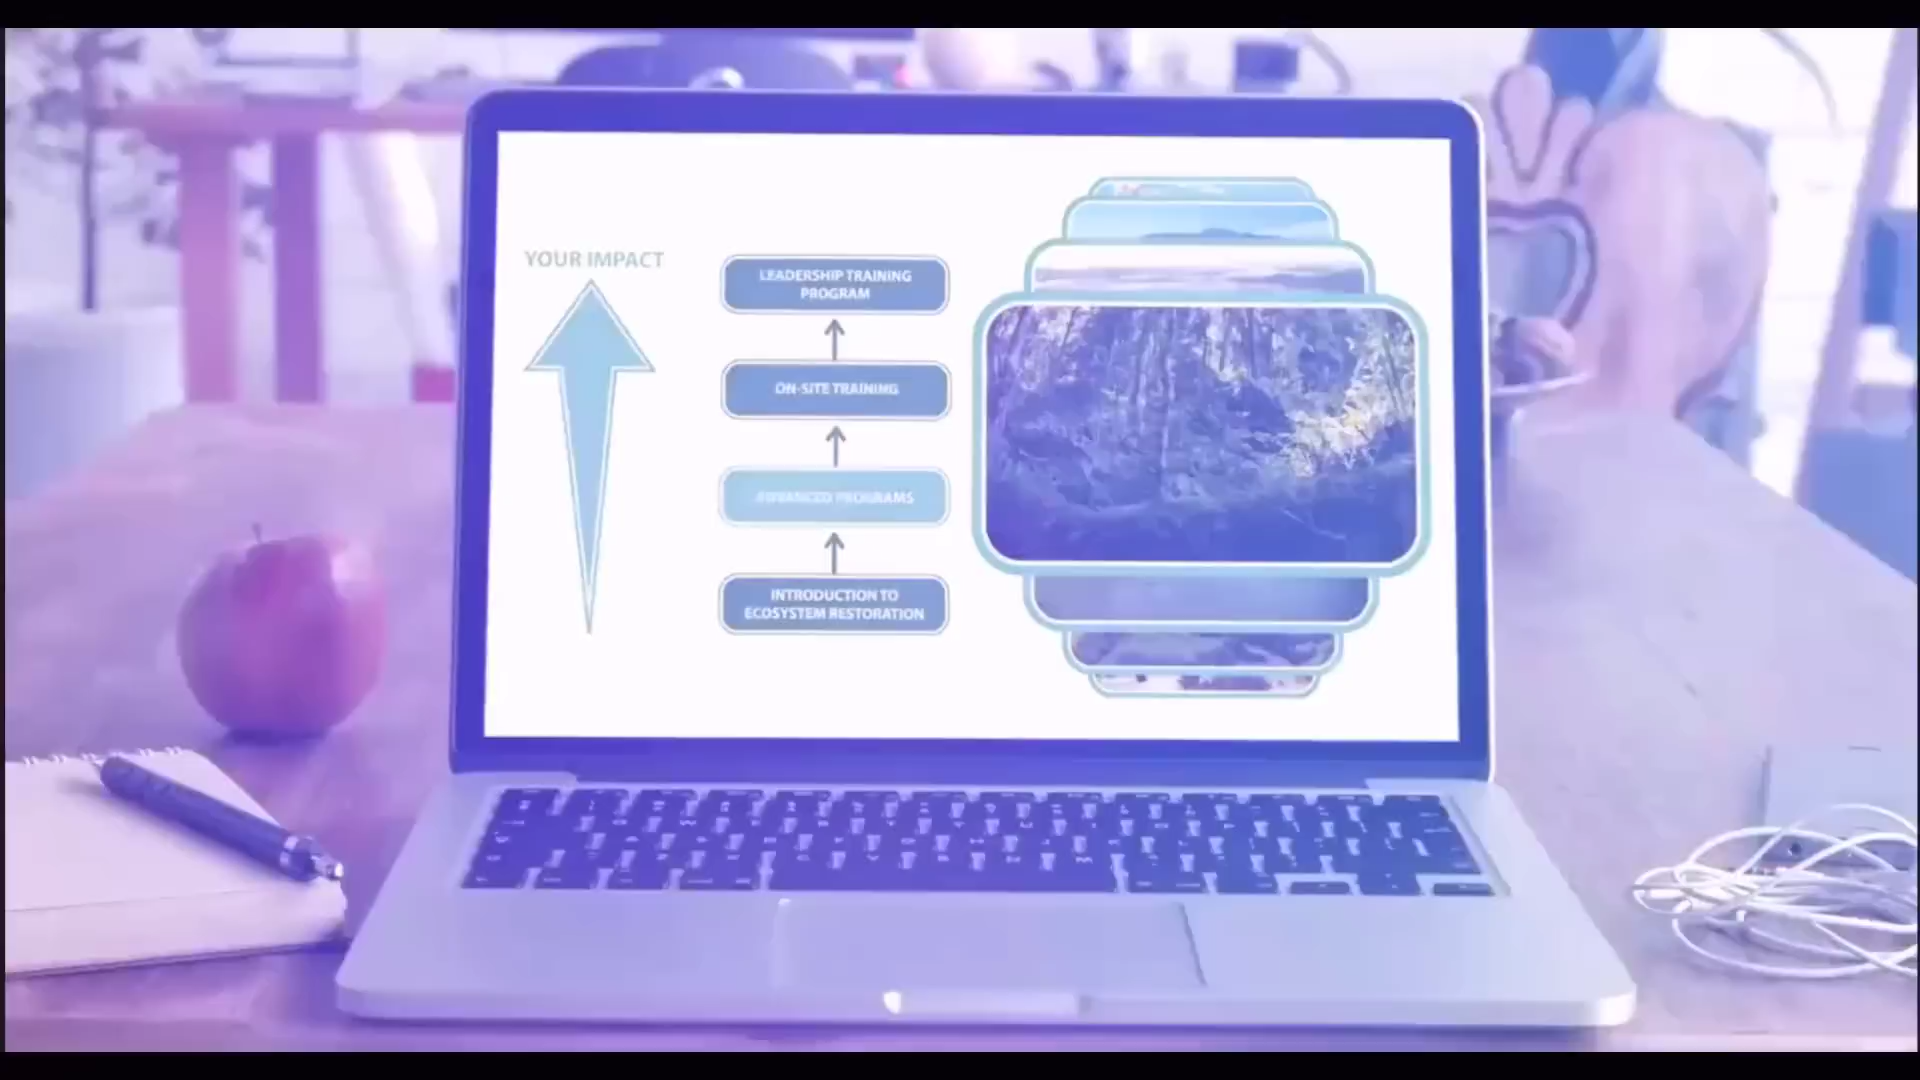 YOUR IMPACT
LEADERSHIP TRAINING
PROGRAM
ON-SITE TRAINING
ADVANCED PROGRAMS
INTRODUCTION TO
ECOSYSTEM RESTORATION